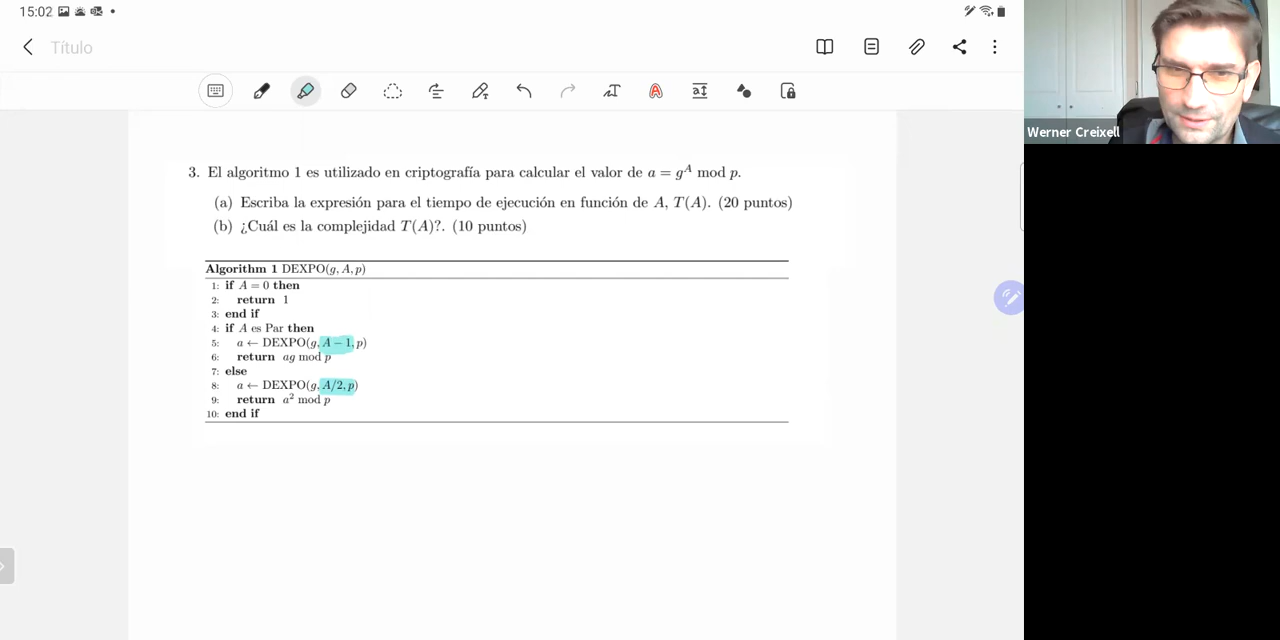 15:02
Título
3. El algoritmo 1 es utilizado en criptografía para calcular el valor de a = g^A mod p.
(a) Escriba la expresión para el tiempo de ejecución en función de A, T(A). (20 puntos)
(b) ¿Cuál es la complejidad T(A)?. (10 puntos)
Algorithm 1 DEXPO(g, A, p)
1: if A = 0 then
2: return 1
3: end if
4: if A es Par then
5: a ← DEXPO(g, A − 1, p)
6: return ag mod p
7: else
8: a ← DEXPO(g, A/2, p)
9: return a² mod p
10: end if
Werner Creixell